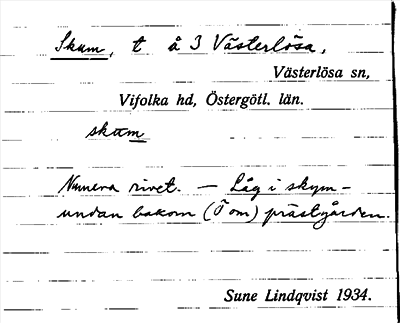 Skum, t å 3 Västerlösa,
Västerlösa sn,
Vifolka hd, Östergötl. län.
skum
Numera rivet. — Låg i skym-
undan bakom (Ö om) prästgården.
Sune Lindqvist 1934.